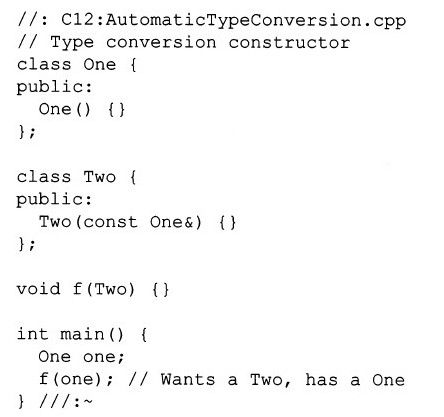 //: C12:AutomaticTypeConversion.cpp
// Type conversion constructor
class One {
public:
  One() {}
};

class Two {
public:
  Two(const One&) {}
};

void f(Two) {}

int main() {
  One one;
  f(one); // Wants a Two, has a One
} ///:~